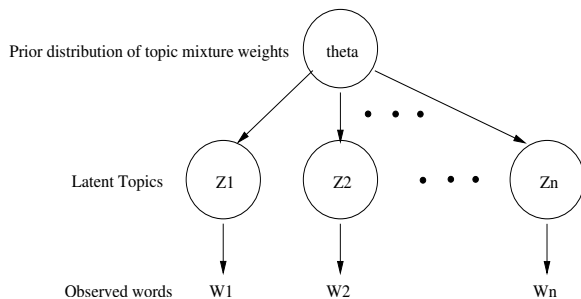 Prior distribution of topic mixture weights theta
Latent Topics Z1 Z2 Zn
Observed words W1 W2 Wn